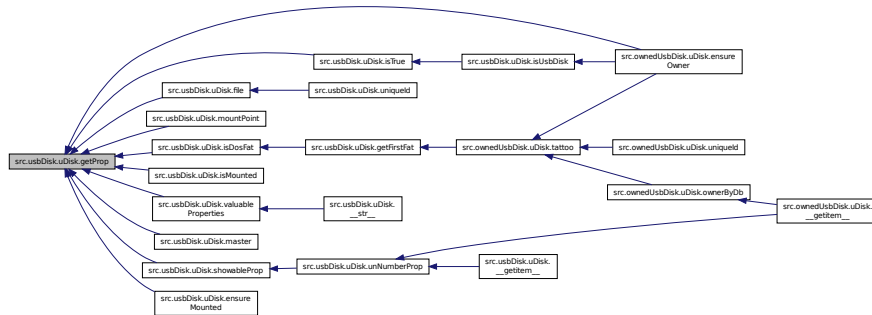 src.ownedUsbDisk.uDisk.ensure
Owner
src.usbDisk.uDisk.isTrue
src.usbDisk.uDisk.isUsbDisk
src.usbDisk.uDisk.file
src.usbDisk.uDisk.uniqueId
src.usbDisk.uDisk.mountPoint
src.usbDisk.uDisk.getProp
src.usbDisk.uDisk.isDosFat
src.usbDisk.uDisk.getFirstFat
src.ownedUsbDisk.uDisk.tattoo
src.ownedUsbDisk.uDisk.uniqueId
src.usbDisk.uDisk.isMounted
src.ownedUsbDisk.uDisk.ownerByDb
src.usbDisk.uDisk.valuable
Properties
src.usbDisk.uDisk.
__str__
src.ownedUsbDisk.uDisk.
__getitem__
src.usbDisk.uDisk.master
src.usbDisk.uDisk.showableProp
src.usbDisk.uDisk.unNumberProp
src.usbDisk.uDisk.
__getitem__
src.usbDisk.uDisk.ensure
Mounted